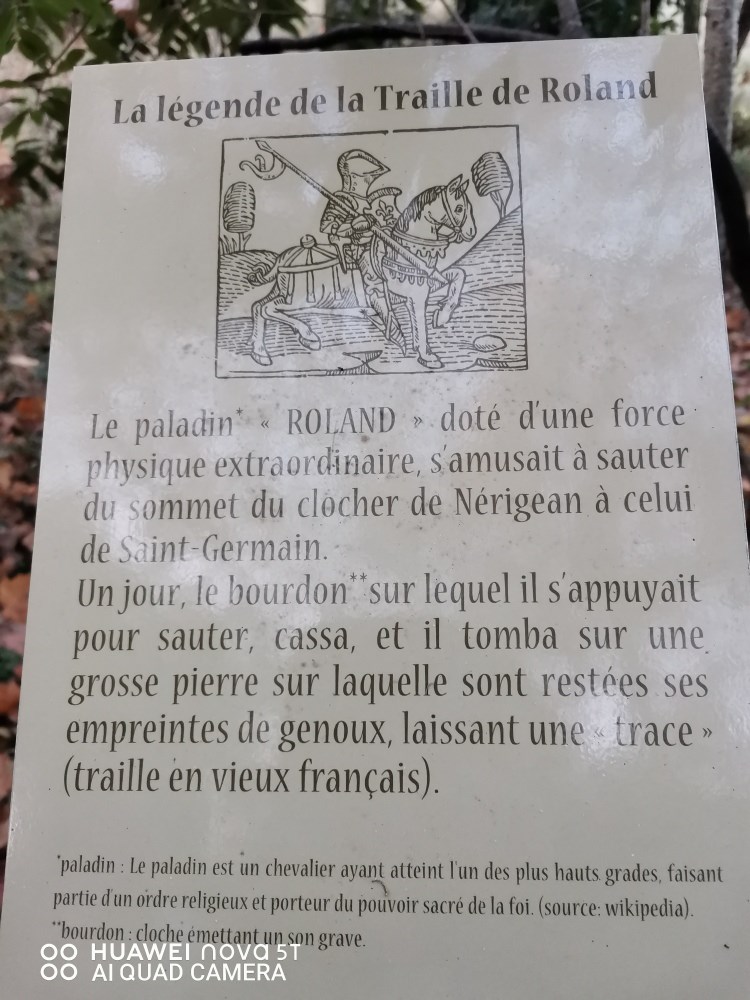 La légende de la Traille de Roland
Le paladin* « ROLAND » doté d'une force
physique extraordinaire, s'amusait à sauter
du sommet du clocher de Nérigean à celui
de Saint-Germain.
Un jour, le bourdon** sur lequel il s'appuyait
pour sauter, cassa, et il tomba sur une
grosse pierre sur laquelle sont restées ses
empreintes de genoux, laissant une « trace »
(traille en vieux français).
*paladin : Le paladin est un chevalier ayant atteint l'un des plus hauts grades, faisant
partie d'un ordre religieux et porteur du pouvoir sacré de la foi. (source: wikipedia).
**bourdon : cloche émettant un son grave.
HUAWEI nova 5T
AI QUAD CAMERA